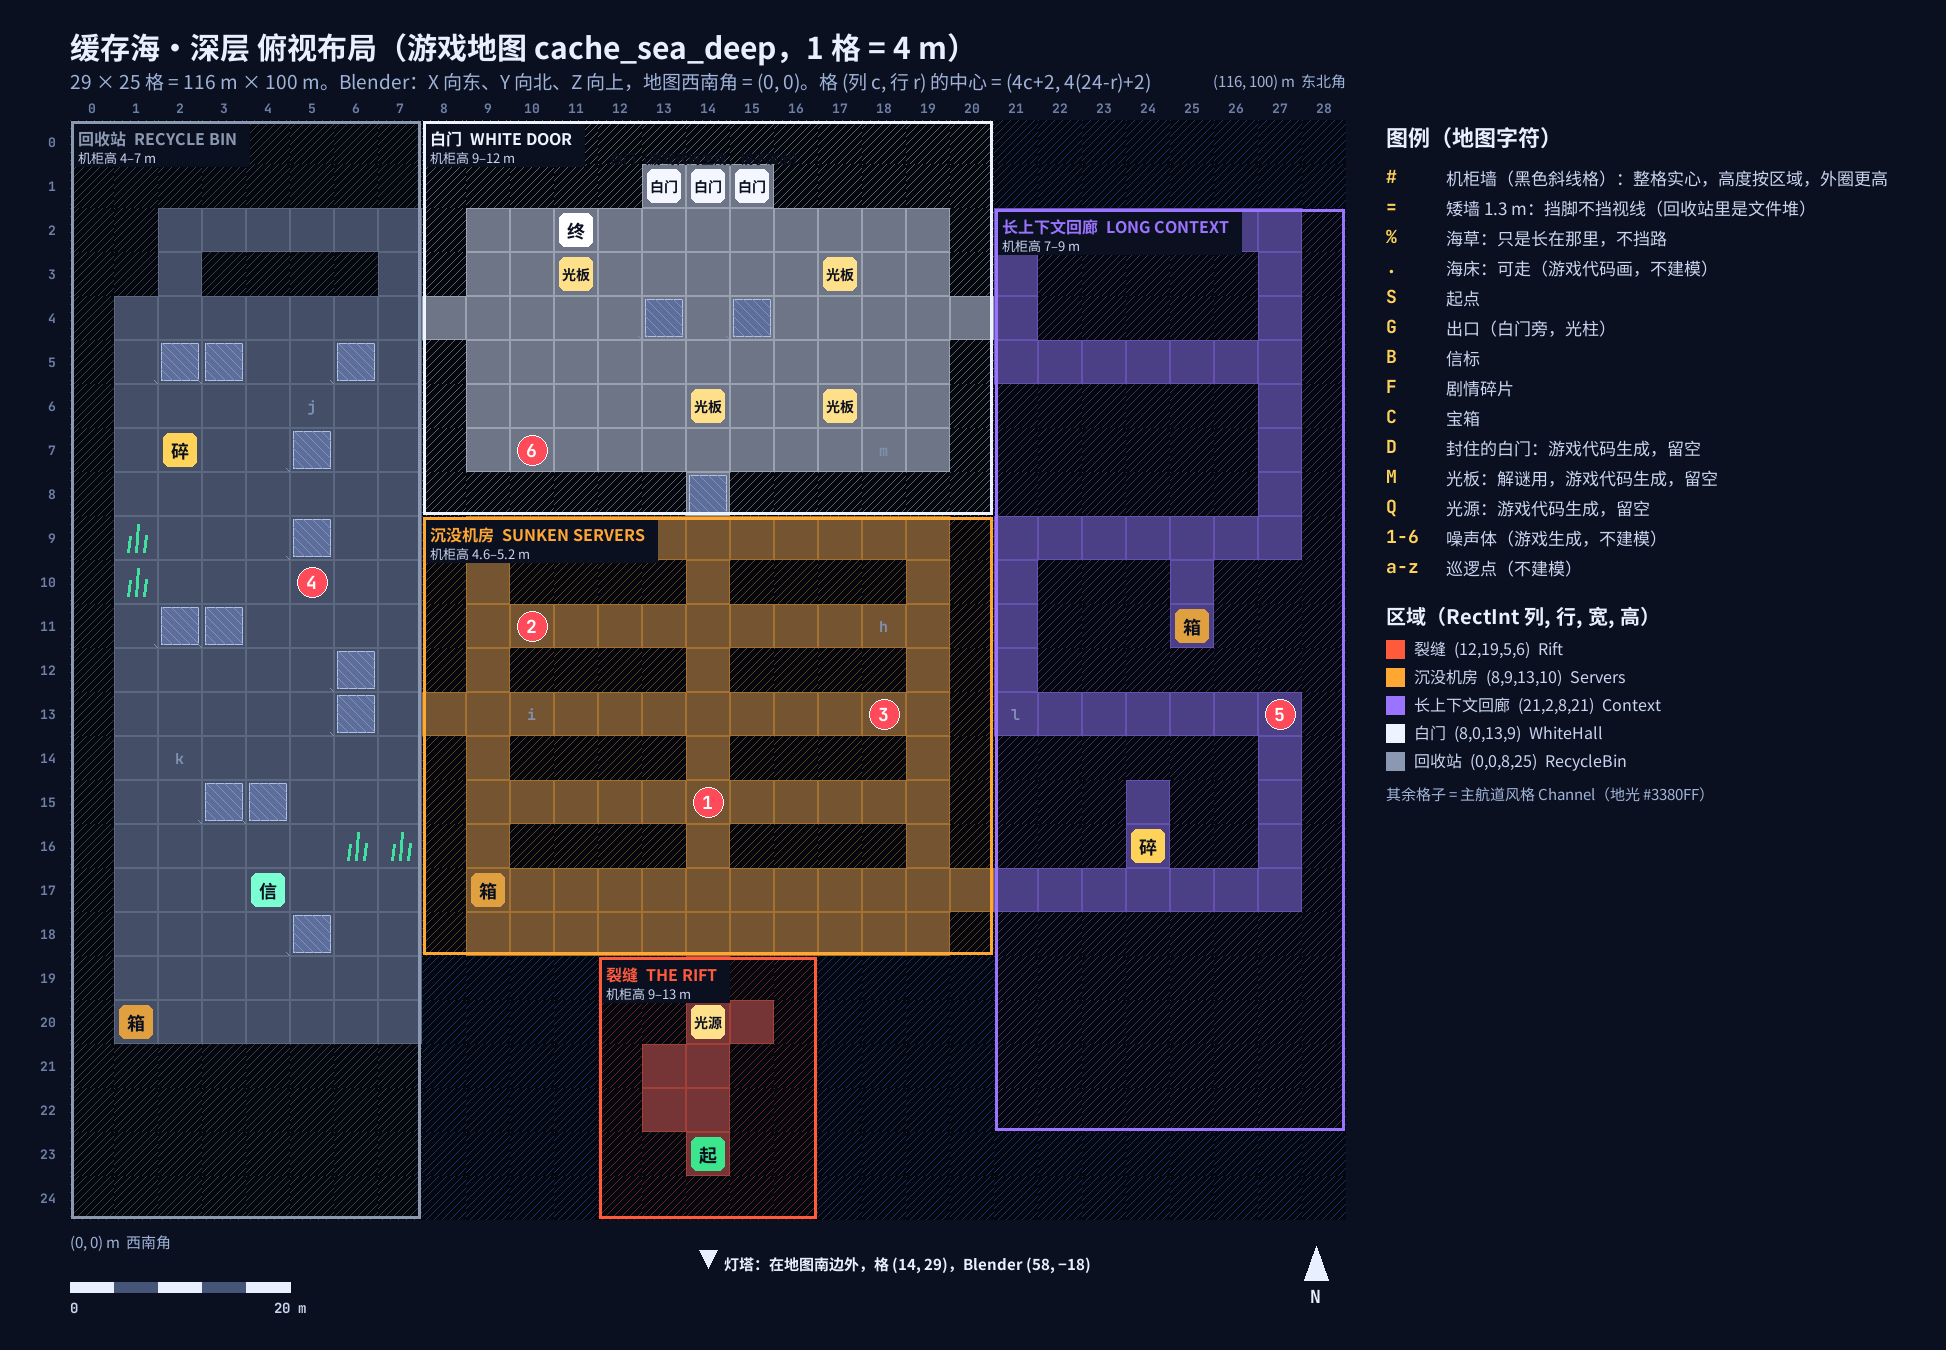 缓存海·深层 俯视布局（游戏地图 cache_sea_deep，1 格 = 4 m）
29 × 25 格 = 116 m × 100 m。Blender：X 向东、Y 向北、Z 向上，地图西南角 = (0, 0)。格 (列 c, 行 r) 的中心 = (4c+2, 4(24-r)+2)
(116, 100) m 东北角
0 1 2 3 4 5 6 7 8 9 10 11 12 13 14 15 16 17 18 19 20 21 22 23 24 25 26 27 28
0
1
2
3
4
5
6
7
8
9
10
11
12
13
14
15
16
17
18
19
20
21
22
23
24
回收站 RECYCLE BIN
机柜高 4–7 m
j
碎
4
k
信
箱
白门 WHITE DOOR
机柜高 9–12 m
白门 白门 白门
终
光板 光板
光板 光板
6 m
沉没机房 SUNKEN SERVERS
机柜高 4.6–5.2 m
2 h
i 3
1
箱
长上下文回廊 LONG CONTEXT
机柜高 7–9 m
箱
l 5
碎
裂缝 THE RIFT
机柜高 9–13 m
光源
起
(0, 0) m 西南角
0 20 m
灯塔：在地图南边外，格 (14, 29)，Blender (58, −18)
N
图例（地图字符）
# 机柜墙（黑色斜线格）：整格实心，高度按区域，外圈更高
= 矮墙 1.3 m：挡脚不挡视线（回收站里是文件堆）
% 海草：只是长在那里，不挡路
. 海床：可走（游戏代码画，不建模）
S 起点
G 出口（白门旁，光柱）
B 信标
F 剧情碎片
C 宝箱
D 封住的白门：游戏代码生成，留空
M 光板：解谜用，游戏代码生成，留空
Q 光源：游戏代码生成，留空
1-6 噪声体（游戏生成，不建模）
a-z 巡逻点（不建模）
区域（RectInt 列, 行, 宽, 高）
裂缝 (12,19,5,6) Rift
沉没机房 (8,9,13,10) Servers
长上下文回廊 (21,2,8,21) Context
白门 (8,0,13,9) WhiteHall
回收站 (0,0,8,25) RecycleBin
其余格子 = 主航道风格 Channel（地光 #3380FF）